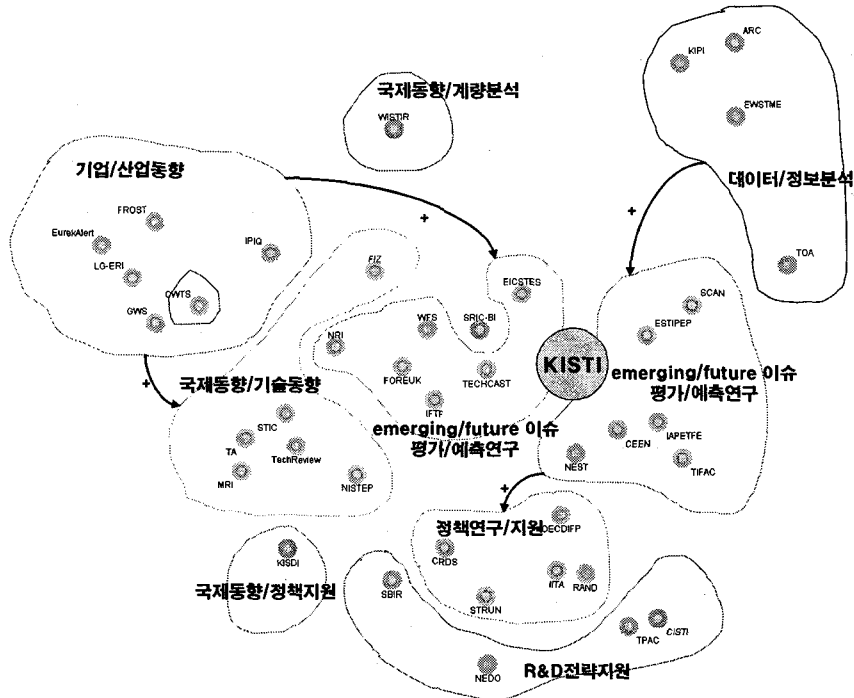 ARC
KIPI
국제동향/계량분석
WISTIR
EWSTME
기업/산업동향
데이터/정보분석
FROST
+
+
EurekAlert
IPIQ
LG-ERI
FIZ
TOA
EICSTES
SCAN
GWS
WFS
SRIC-BI
ESTIPEP
NRI
KISTI
FOREUK
TECHCAST
emerging/future 이슈
평가/예측연구
+
국제동향/기술동향
IFTF
STIC
emerging/future 이슈
평가/예측연구
IAPETFE
CEEN
TA
TechReview
NEST
TIFAC
MRI
NISTEP
+
정책연구/지원
KISDI
CRDS
국제동향/정책지원
SBIR
IITA
RAND
STRUN
CISTI
TPAC
NEDO
R&D전략지원